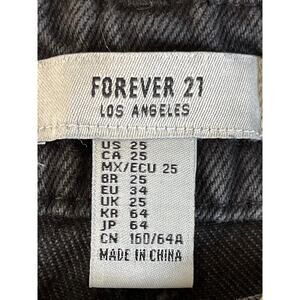 FOREVER 21
LOS ANGELES
US 25
CA 25
MX/ECU 25
BR 25
EU 34
UK 25
KR 64
JP 64
CN 160/64A
MADE IN CHINA